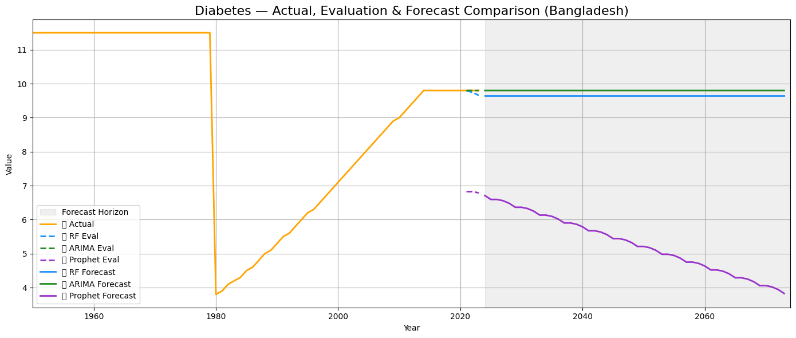 Diabetes — Actual, Evaluation & Forecast Comparison (Bangladesh)
Value
11
10
9
8
7
6
5
4
Forecast Horizon
Actual
RF Eval
ARIMA Eval
Prophet Eval
RF Forecast
ARIMA Forecast
Prophet Forecast
1960
1980
2000
2020
2040
2060
Year